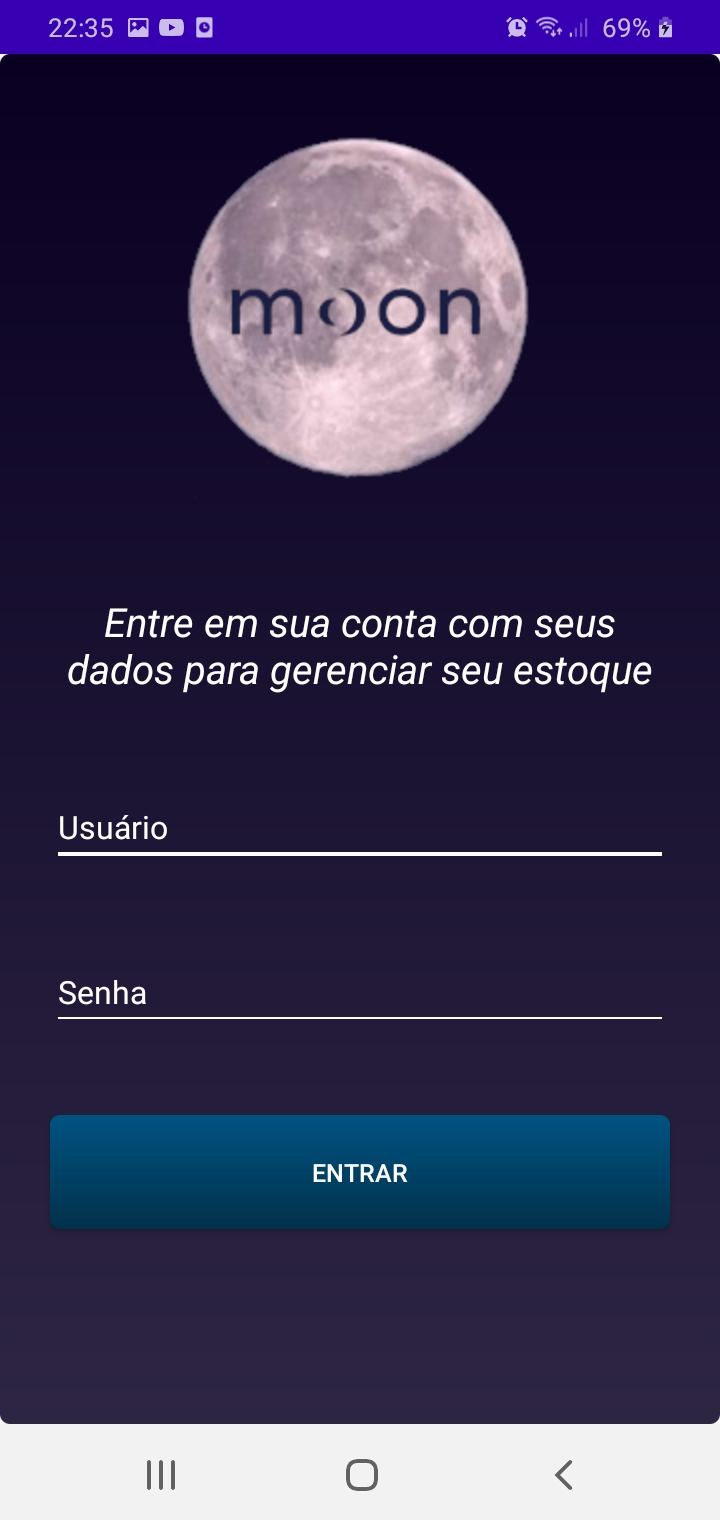 22:35
69%
moon
Entre em sua conta com seus
dados para gerenciar seu estoque
Usuário
Senha
ENTRAR